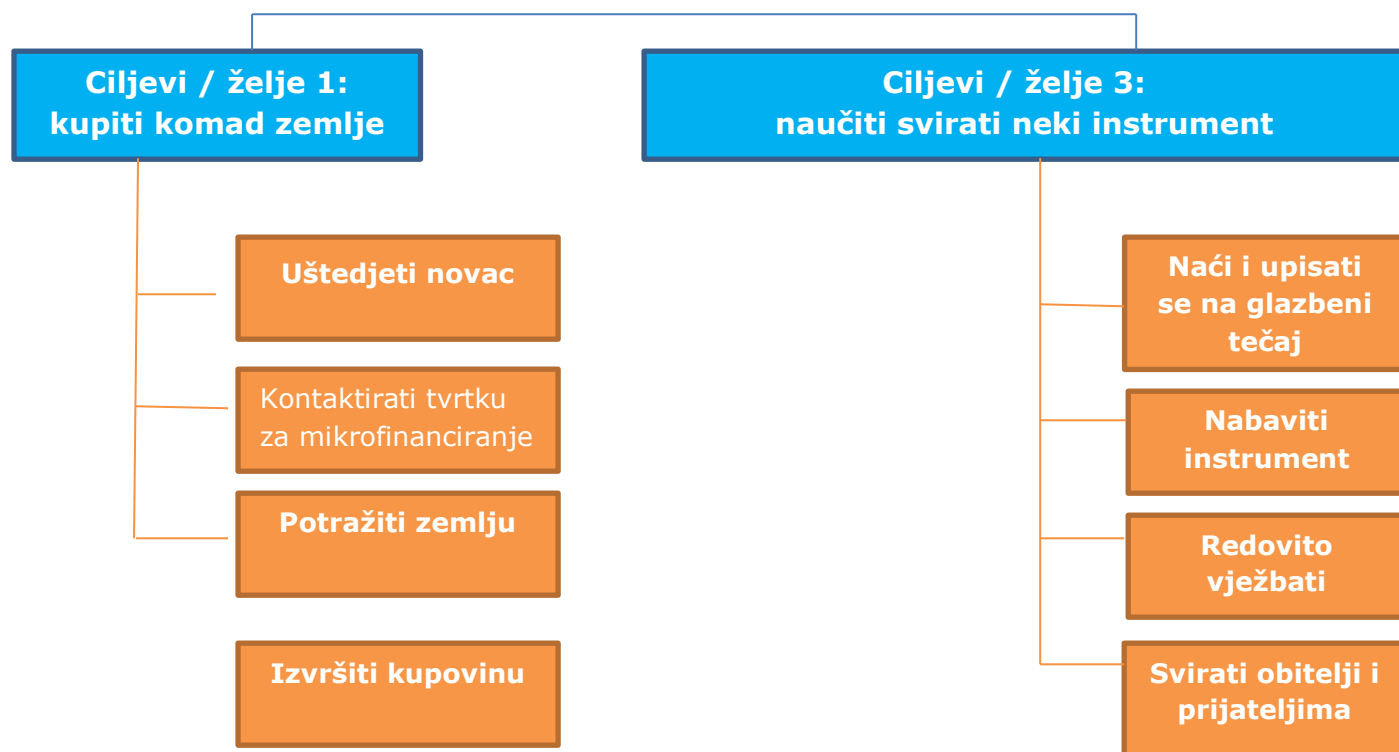 Ciljevi / želje 1:
kupiti komad zemlje
Uštedjeti novac
Kontaktirati tvrtku
za mikrofinanciranje
Potražiti zemlju
Izvršiti kupovinu
Ciljevi / želje 3:
naučiti svirati neki instrument
Naći i upisati
se na glazbeni
tečaj
Nabaviti
instrument
Redovito
vježbati
Svirati obitelji i
prijateljima